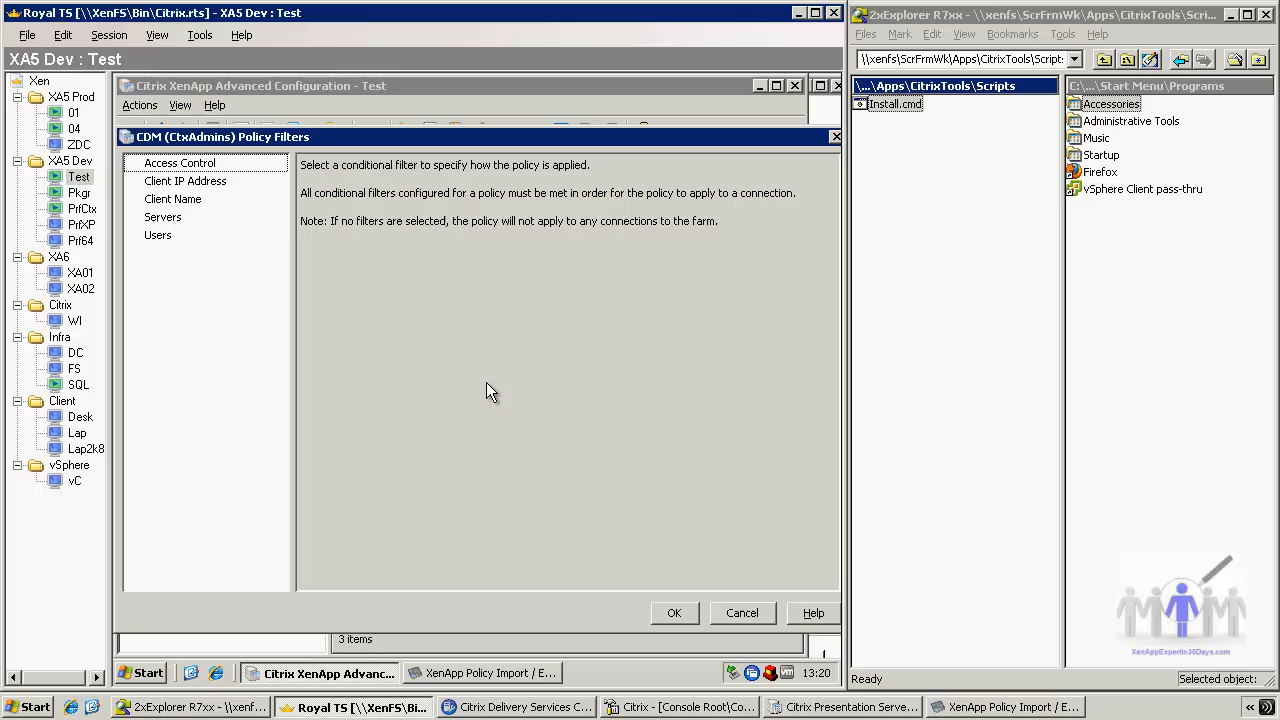 Royal TS [\\XenFS\Bin\Citrix.rts] - XA5 Dev : Test
File Edit Session View Tools Help
XA5 Dev : Test
Xen
XA5 Prod
01
04
ZDC
XA5 Dev
Test
Pkgr
PrfCtx
PrfXP
Prf64
XA6
XA01
XA02
Citrix
WI
Infra
DC
FS
SQL
Client
Desk
Lap
Lap2k8
vSphere
vC
Citrix XenApp Advanced Configuration - Test
Actions View Help
CDM (CtxAdmins) Policy Filters
Access Control
Client IP Address
Client Name
Servers
Users
Select a conditional filter to specify how the policy is applied.
All conditional filters configured for a policy must be met in order for the policy to apply to a connection.
Note: If no filters are selected, the policy will not apply to any connections to the farm.
OK Cancel Help
3 items
Start Citrix XenApp Advanc... XenApp Policy Import / E... 13:20
2xExplorer R7xx - \\xenfs\ScrFrmWk\Apps\CitrixTools\Scri...
Files Mark Edit View Bookmarks Tools Help
\\xenfs\ScrFrmWk\Apps\CitrixTools\Script
\...\Apps\CitrixTools\Scripts
Install.cmd
C:\...\Start Menu\Programs
Accessories
Administrative Tools
Music
Startup
Firefox
vSphere Client pass-thru
XenAppExpertIn30Days.com
Ready Selected object:
Start 2xExplorer R7xx - \\xenf... Royal TS [\\XenFS\Bi... Citrix Delivery Services C... Citrix - [Console Root\Co... Citrix Presentation Serve... XenApp Policy Import / E... «